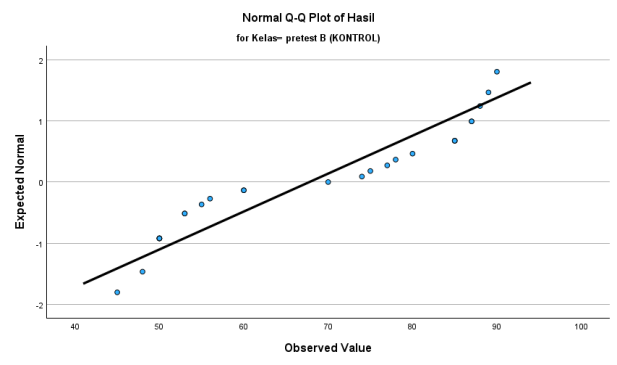 Normal Q-Q Plot of Hasil
for Kelas= pretest B (KONTROL)
2
1
0
-1
-2
Expected Normal
40 50 60 70 80 90 100
Observed Value